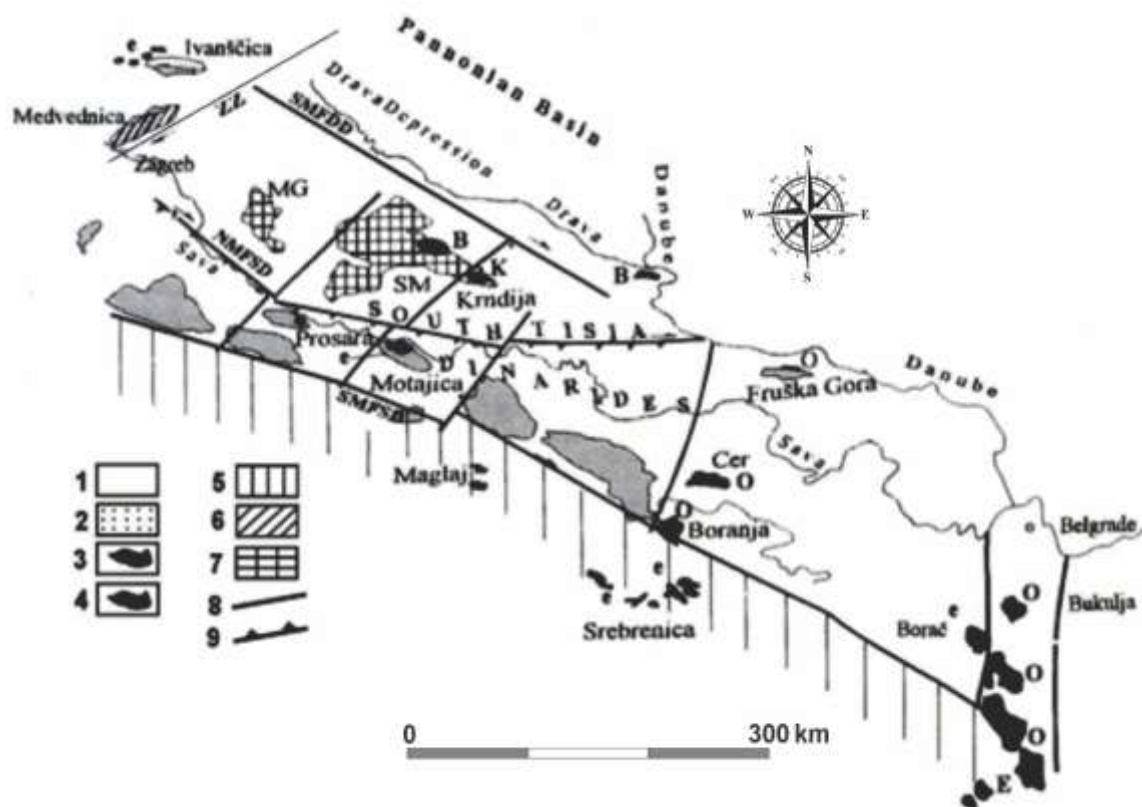 e Ivanščica
Medvednica
LL
Zagreb
Pannonian Basin
Drava Depression
SMFDD
Drava
Danube
N
W E
S
MG
NMFSD
Sava
B
K
B
SM
Krndija
SOUTH TISIA
Prosara
e
Motajica
DINARIDES
SMFSD
O
Fruška Gora
Danube
Sava
Cer
O
Maglaj
O
Boranja
Belgrade
e
e
Srebrenica
O
Bukulja
e
Borač
O
O
E
1
2
3
4
5
6
7
8
9
0 300 km